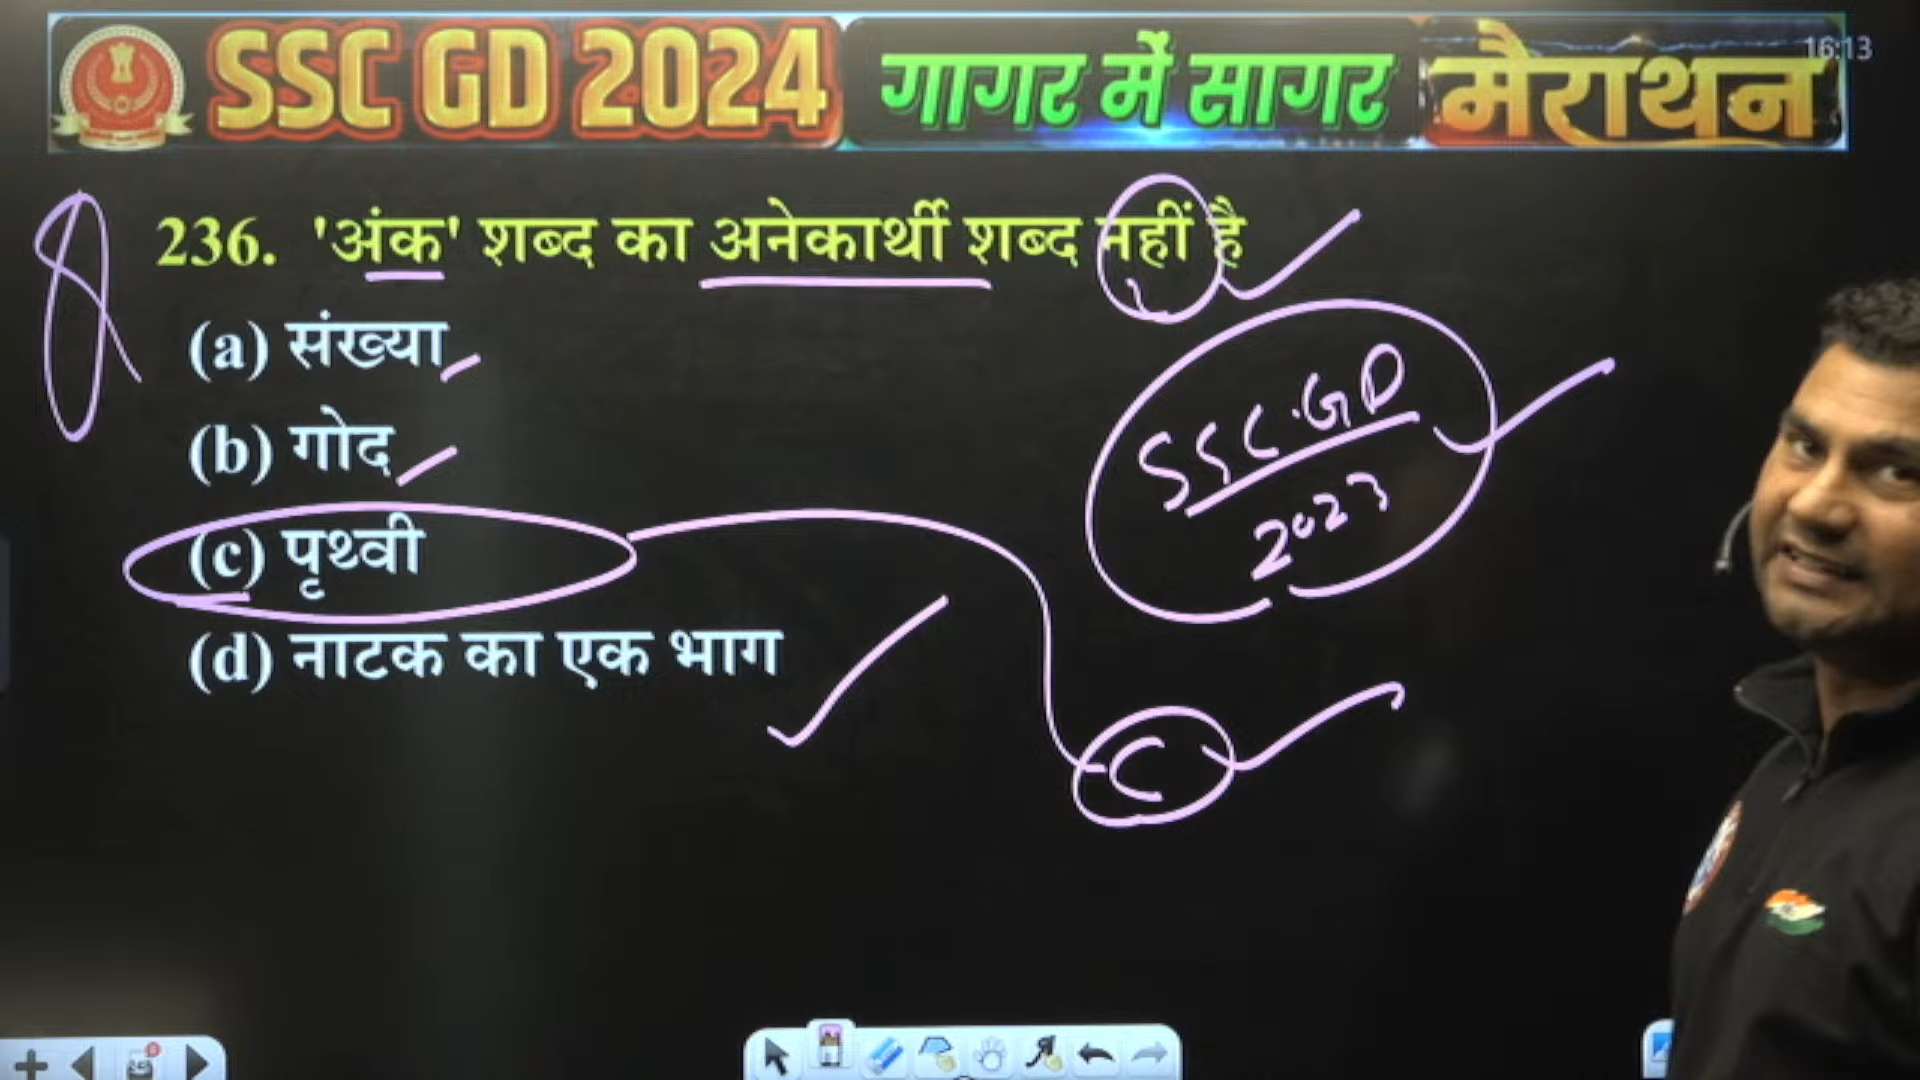 SSC GD 2024 गागर में सागर मैराथन
16:13
236. 'अंक' शब्द का अनेकार्थी शब्द नहीं है
(a) संख्या
(b) गोद
(c) पृथ्वी
(d) नाटक का एक भाग
SSC.GD
2023
C